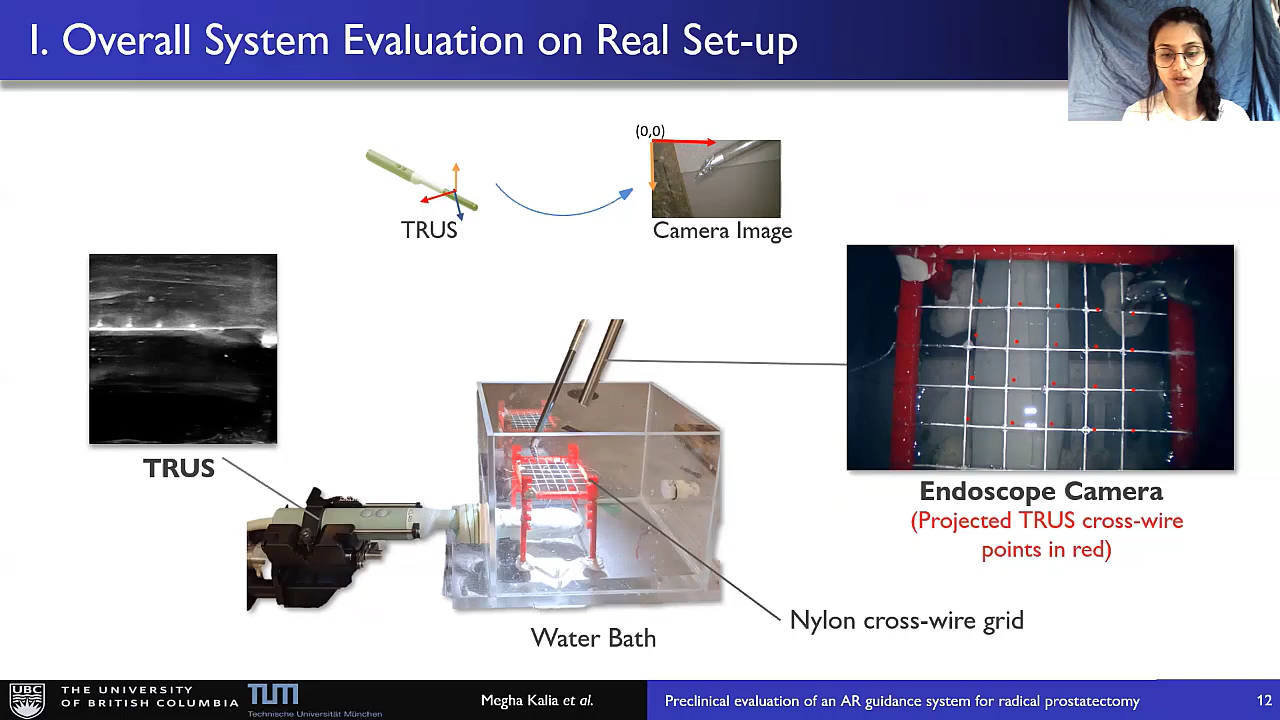 I. Overall System Evaluation on Real Set-up
(0,0)
TRUS
Camera Image
TRUS
Endoscope Camera
(Projected TRUS cross-wire
points in red)
Nylon cross-wire grid
Water Bath
UBC
THE UNIVERSITY
OF BRITISH COLUMBIA
TUM
Technische Universität München
Megha Kalia et al.
Preclinical evaluation of an AR guidance system for radical prostatectomy
12